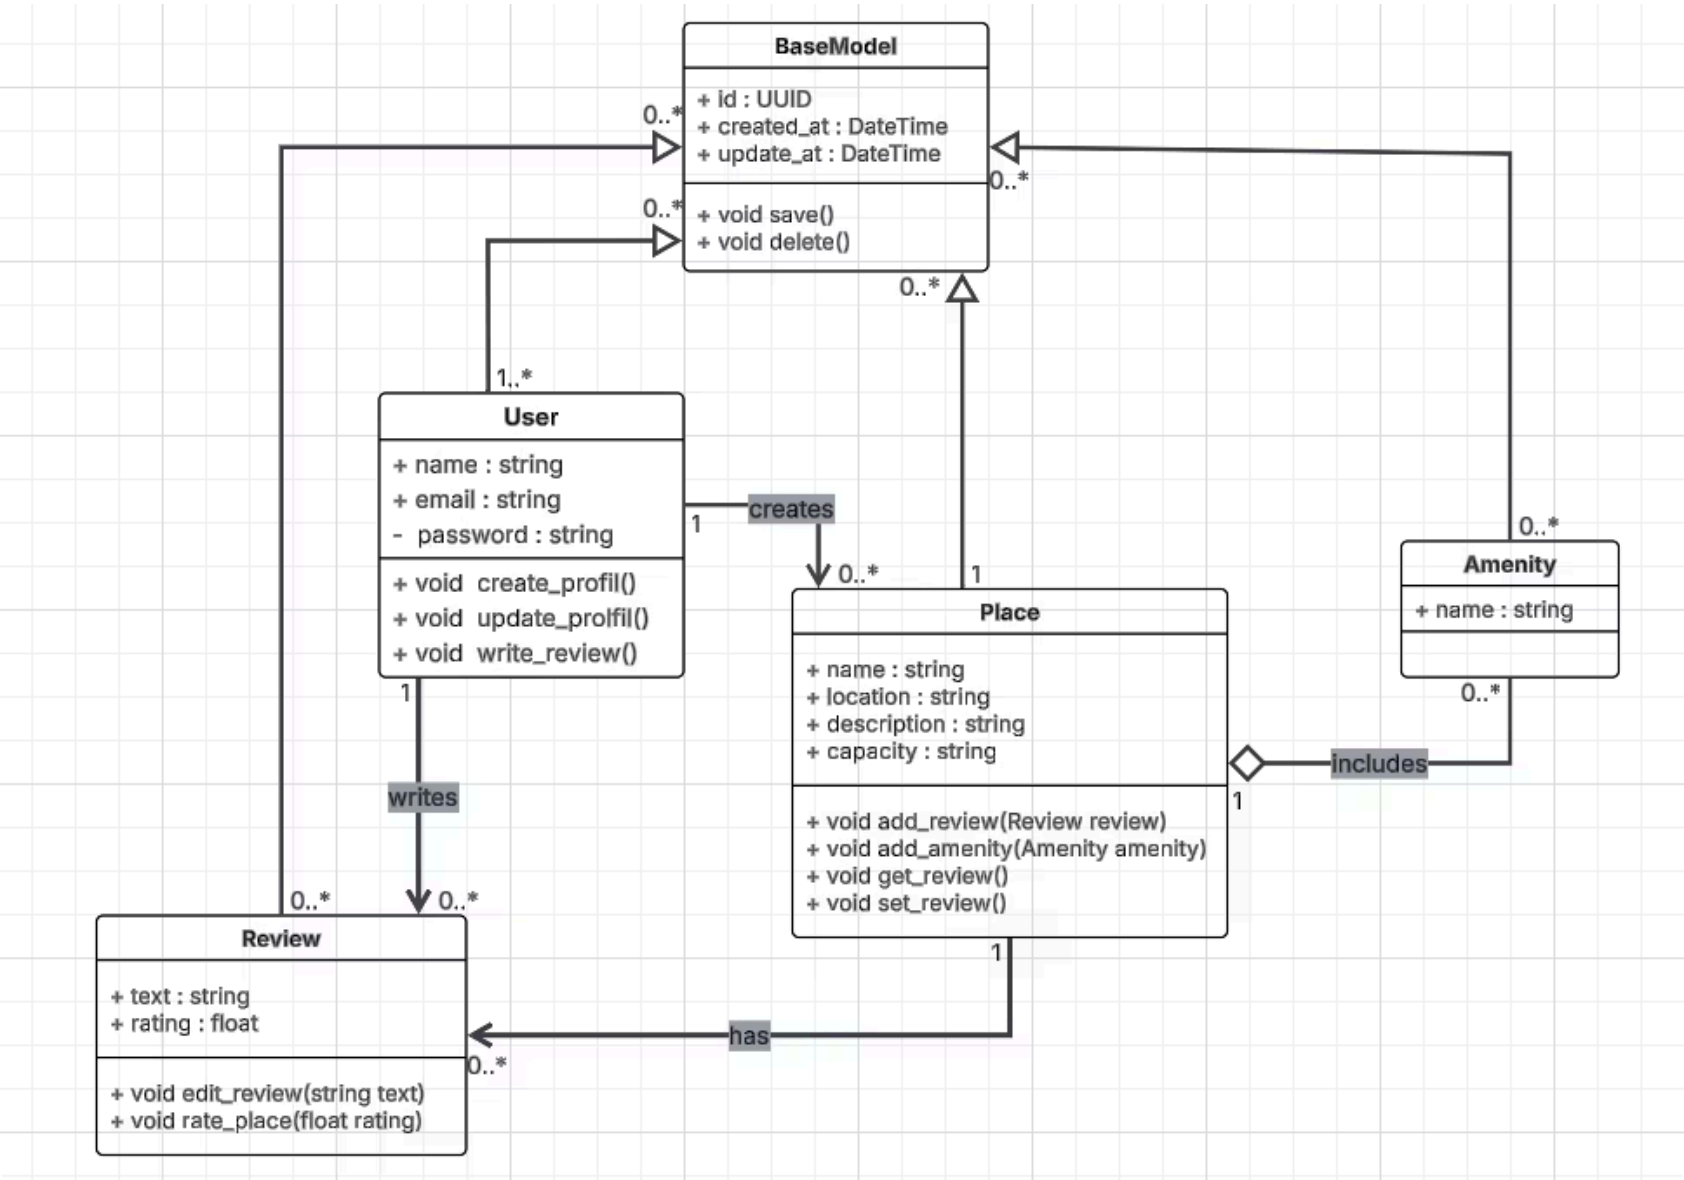 BaseModel
+ id : UUID
+ created_at : DateTime
+ update_at : DateTime
+ void save()
+ void delete()
0..*
0..*
0..*
0..*
1..*
User
+ name : string
+ email : string
- password : string
+ void create_profil()
+ void update_prolfil()
+ void write_review()
1
creates
0..*
1
Place
+ name : string
+ location : string
+ description : string
+ capacity : string
+ void add_review(Review review)
+ void add_amenity(Amenity amenity)
+ void get_review()
+ void set_review()
0..*
Amenity
+ name : string
0..*
includes
1
1
writes
0..*
0..*
Review
+ text : string
+ rating : float
+ void edit_review(string text)
+ void rate_place(float rating)
1
has
0..*